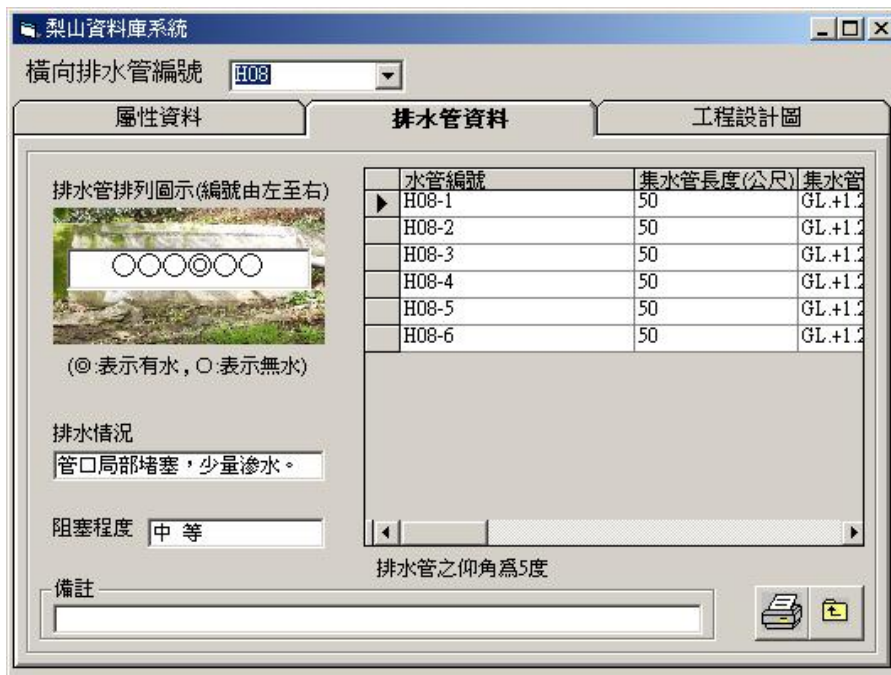 梨山資料庫系統
橫向排水管編號 H08
屬性資料 排水管資料 工程設計圖
排水管排列圖示(編號由左至右)
○○○◎○○
(◎:表示有水,○:表示無水)
排水情況
管口局部堵塞,少量滲水。
阻塞程度 中 等
水管編號 集水管長度(公尺) 集水管
H08-1 50 GL.+1.2
H08-2 50 GL.+1.2
H08-3 50 GL.+1.2
H08-4 50 GL.+1.2
H08-5 50 GL.+1.2
H08-6 50 GL.+1.2
排水管之仰角爲5度
備註